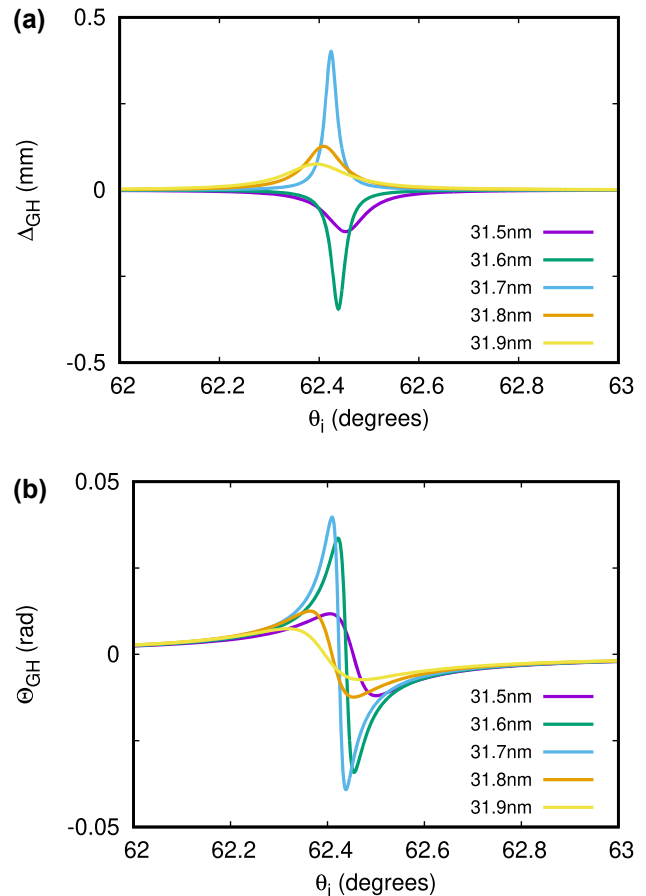 (a)
0.5
0
-0.5
Δ_GH (mm)
31.5nm
31.6nm
31.7nm
31.8nm
31.9nm
62 62.2 62.4 62.6 62.8 63
θ_i (degrees)
(b)
0.05
0
-0.05
Θ_GH (rad)
31.5nm
31.6nm
31.7nm
31.8nm
31.9nm
62 62.2 62.4 62.6 62.8 63
θ_i (degrees)